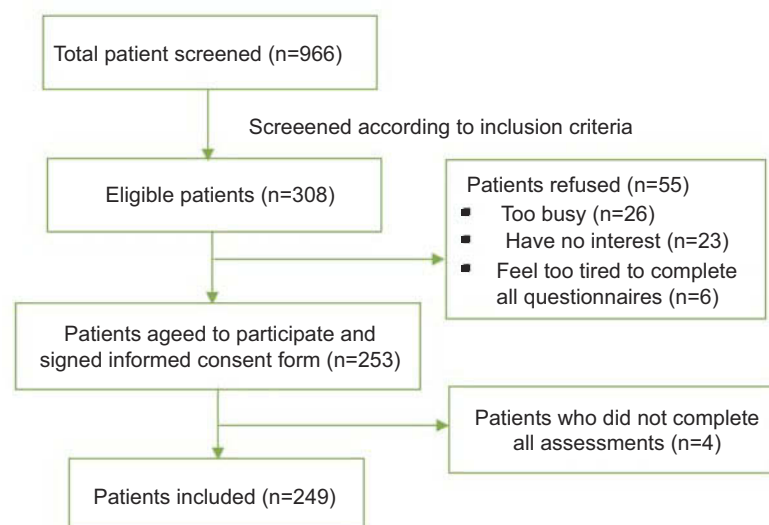 Total patient screened (n=966)
Screeened according to inclusion criteria
Eligible patients (n=308)
Patients refused (n=55)
▪ Too busy (n=26)
▪ Have no interest (n=23)
▪ Feel too tired to complete
all questionnaires (n=6)
Patients ageed to participate and
signed informed consent form (n=253)
Patients who did not complete
all assessments (n=4)
Patients included (n=249)